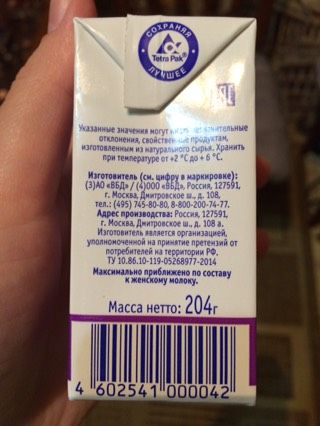 СОХРАНЯЯ
Tetra Pak®
ЛУЧШЕЕ
Указанные значения могут
отклонения, свойственные продуктам,
изготовленным из натурального сырья. Хранить
при температуре от +2 °С до + 6 °С.
Изготовитель (см. цифру в маркировке):
(3)АО «ВБД» / (4)ООО «ВБД», Россия, 127591,
г. Москва, Дмитровское ш., д. 108,
тел.: (495) 745-80-80, 8-800-200-74-77.
Адрес производства: Россия, 127591,
г. Москва, Дмитровское ш., д. 108 а.
Изготовитель является организацией,
уполномоченной на принятие претензий от
потребителей на территории РФ,
ТУ 10.86.10-119-05268977-2014
Максимально приближено по составу
к женскому молоку.
Масса нетто: 204г
4 602541 000042